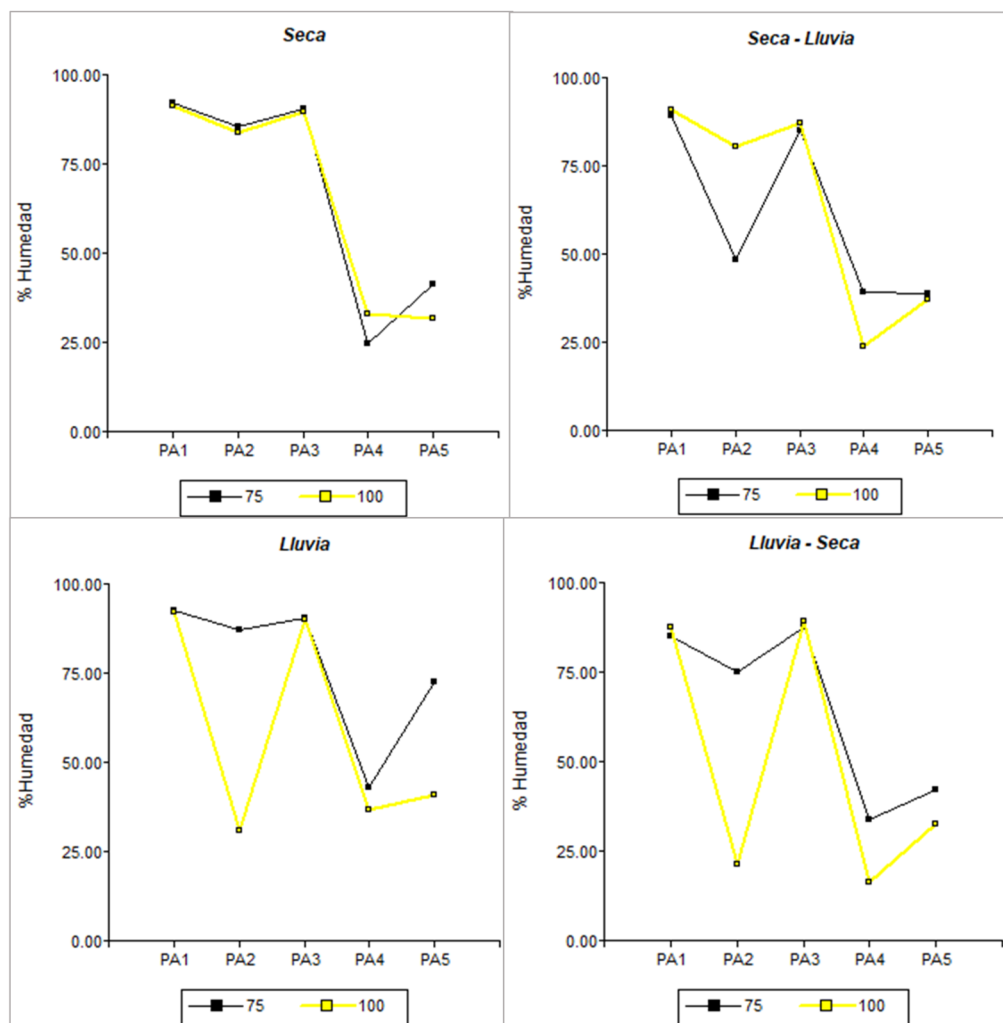 Seca
100.00
75.00
50.00
25.00
0.00
% Humedad
PA1 PA2 PA3 PA4 PA5
75 100
Seca - Lluvia
100.00
75.00
50.00
25.00
0.00
%Humedad
PA1 PA2 PA3 PA4 PA5
75 100
Lluvia
100.00
75.00
50.00
25.00
0.00
%Humedad
PA1 PA2 PA3 PA4 PA5
75 100
Lluvia - Seca
100.00
75.00
50.00
25.00
0.00
% Humedad
PA1 PA2 PA3 PA4 PA5
75 100